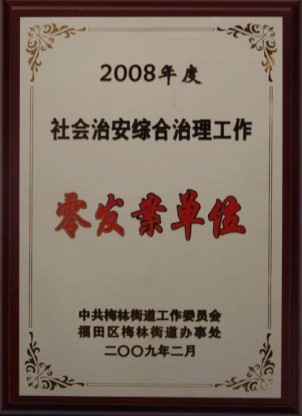 2008年度
社会治安综合治理工作
零发案单位
中共梅林街道工作委员会
福田区梅林街道办事处
二〇〇九年二月